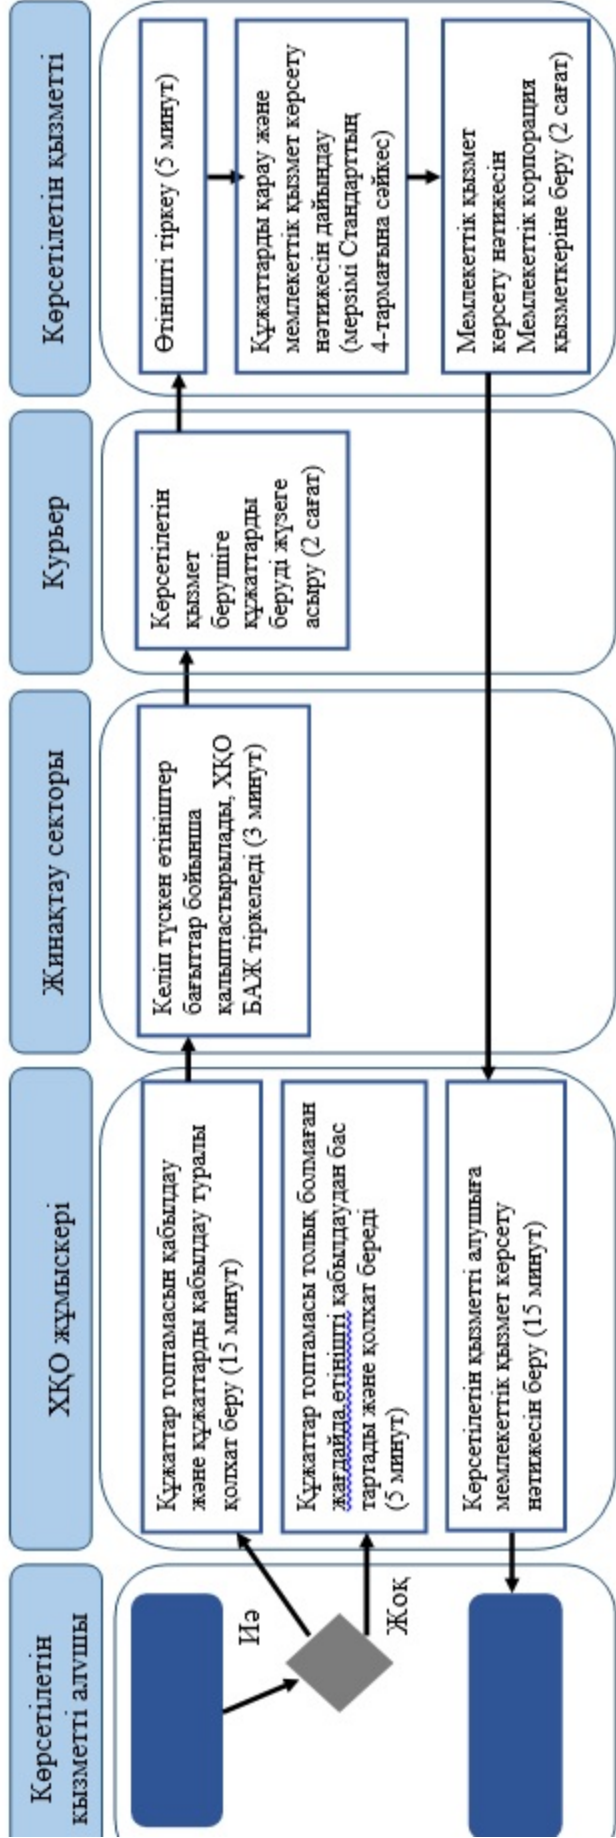 Көрсетілетін
қызметті алушы
ХҚО жұмыскері
Жинақтау секторы
Курьер
Көрсетілетін қызметті
Иә
Жоқ
Құжаттар топтамасын қабылдау
және құжаттарды қабылдау туралы
қолхат беру (15 минут)
Құжаттар топтамасы толық болмаған
жағдайда өтінішті қабылдаудан бас
тартады және қолхат береді
(5 минут)
Көрсетілетін қызметті алушыға
мемлекеттік қызмет көрсету
нәтижесін беру (15 минут)
Келіп түскен өтініштер
бағыттар бойынша
қалыптастырылады, ХҚО
БАЖ тіркеледі (3 минут)
Көрсетілетін
қызмет
берушіге
құжаттарды
беруді жүзеге
асыру (2 сағат)
Өтінішті тіркеу (5 минут)
Құжаттарды қарау және
мемлекеттік қызмет көрсету
нәтижесін дайындау
(мерзімі Стандарттың
4-тармағына сәйкес)
Мемлекеттік қызмет
көрсету нәтижесін
Мемлекеттік корпорация
қызметкеріне беру (2 сағат)